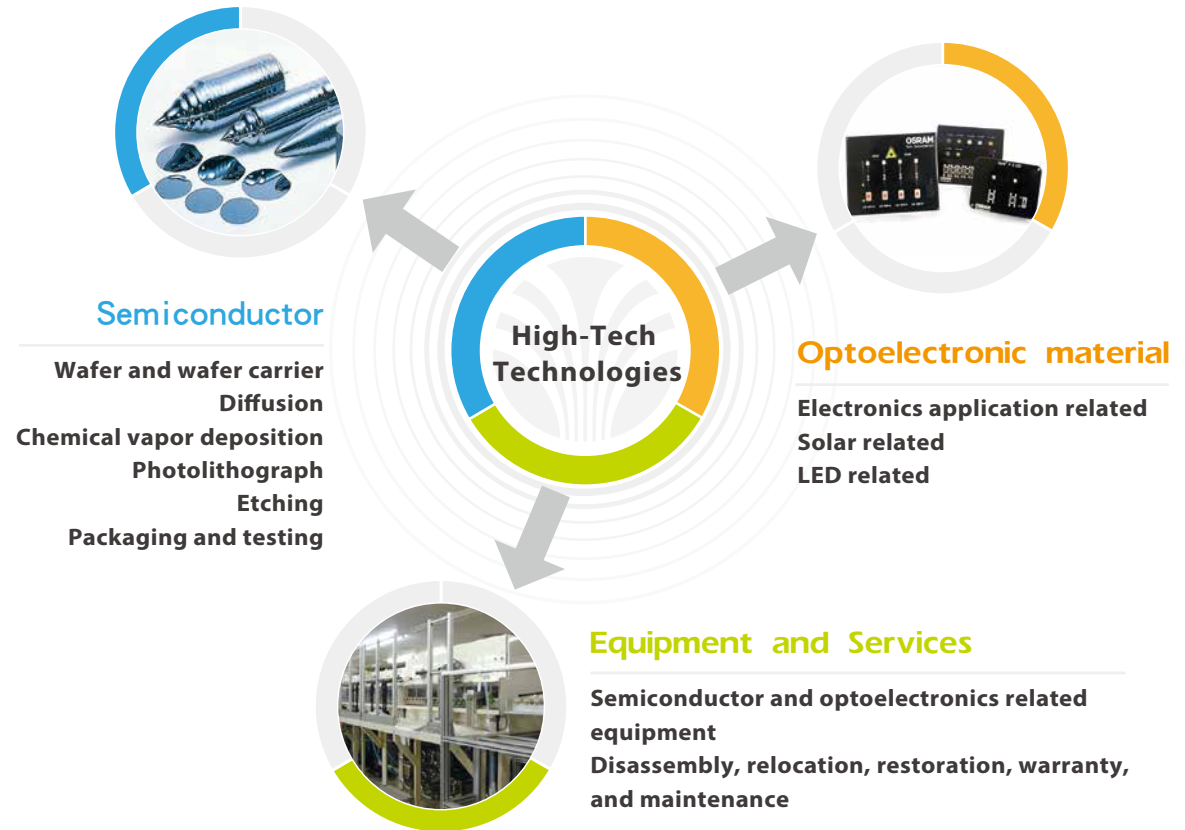 OSRAM
High-Tech
Technologies
Semiconductor
Wafer and wafer carrier
Diffusion
Chemical vapor deposition
Photolithograph
Etching
Packaging and testing
Optoelectronic material
Electronics application related
Solar related
LED related
Equipment and Services
Semiconductor and optoelectronics related
equipment
Disassembly, relocation, restoration, warranty,
and maintenance